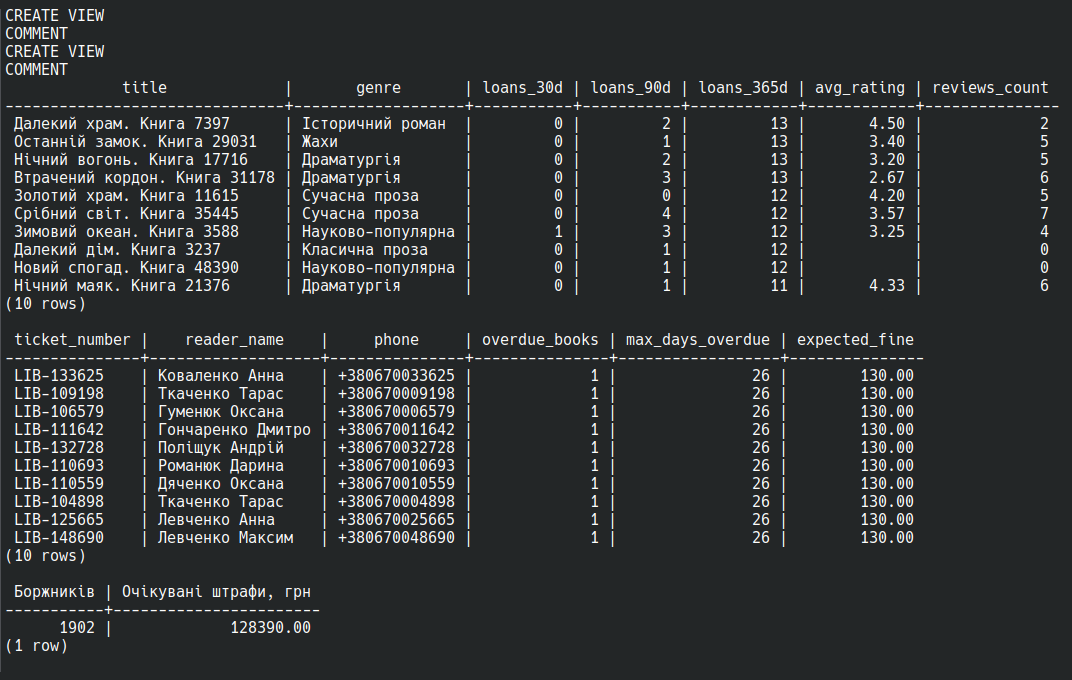 CREATE VIEW
COMMENT
CREATE VIEW
COMMENT
             title             |       genre       | loans_30d | loans_90d | loans_365d | avg_rating | reviews_count
-------------------------------+-------------------+-----------+-----------+------------+------------+---------------
 Далекий храм. Книга 7397      | Історичний роман  |         0 |         2 |         13 |       4.50 |             2
 Останній замок. Книга 29031   | Жахи              |         0 |         1 |         13 |       3.40 |             5
 Нічний вогонь. Книга 17716    | Драматургія       |         0 |         2 |         13 |       3.20 |             5
 Втрачений кордон. Книга 31178 | Драматургія       |         0 |         3 |         13 |       2.67 |             6
 Золотий храм. Книга 11615     | Сучасна проза     |         0 |         0 |         12 |       4.20 |             5
 Срібний світ. Книга 35445     | Сучасна проза     |         0 |         4 |         12 |       3.57 |             7
 Зимовий океан. Книга 3588     | Науково-популярна |         1 |         3 |         12 |       3.25 |             4
 Далекий дім. Книга 3237       | Класична проза    |         0 |         1 |         12 |            |             0
 Новий спогад. Книга 48390     | Науково-популярна |         0 |         1 |         12 |            |             0
 Нічний маяк. Книга 21376      | Драматургія       |         0 |         1 |         11 |       4.33 |             6
(10 rows)

 ticket_number |    reader_name    |     phone     | overdue_books | max_days_overdue | expected_fine
---------------+-------------------+---------------+---------------+------------------+---------------
 LIB-133625    | Коваленко Анна    | +380670033625 |             1 |               26 |        130.00
 LIB-109198    | Ткаченко Тарас    | +380670009198 |             1 |               26 |        130.00
 LIB-106579    | Гуменюк Оксана    | +380670006579 |             1 |               26 |        130.00
 LIB-111642    | Гончаренко Дмитро | +380670011642 |             1 |               26 |        130.00
 LIB-132728    | Поліщук Андрій    | +380670032728 |             1 |               26 |        130.00
 LIB-110693    | Романюк Дарина    | +380670010693 |             1 |               26 |        130.00
 LIB-110559    | Дяченко Оксана    | +380670010559 |             1 |               26 |        130.00
 LIB-104898    | Ткаченко Тарас    | +380670004898 |             1 |               26 |        130.00
 LIB-125665    | Левченко Анна     | +380670025665 |             1 |               26 |        130.00
 LIB-148690    | Левченко Максим   | +380670048690 |             1 |               26 |        130.00
(10 rows)

 Боржників | Очікувані штрафи, грн
-----------+-----------------------
      1902 |             128390.00
(1 row)